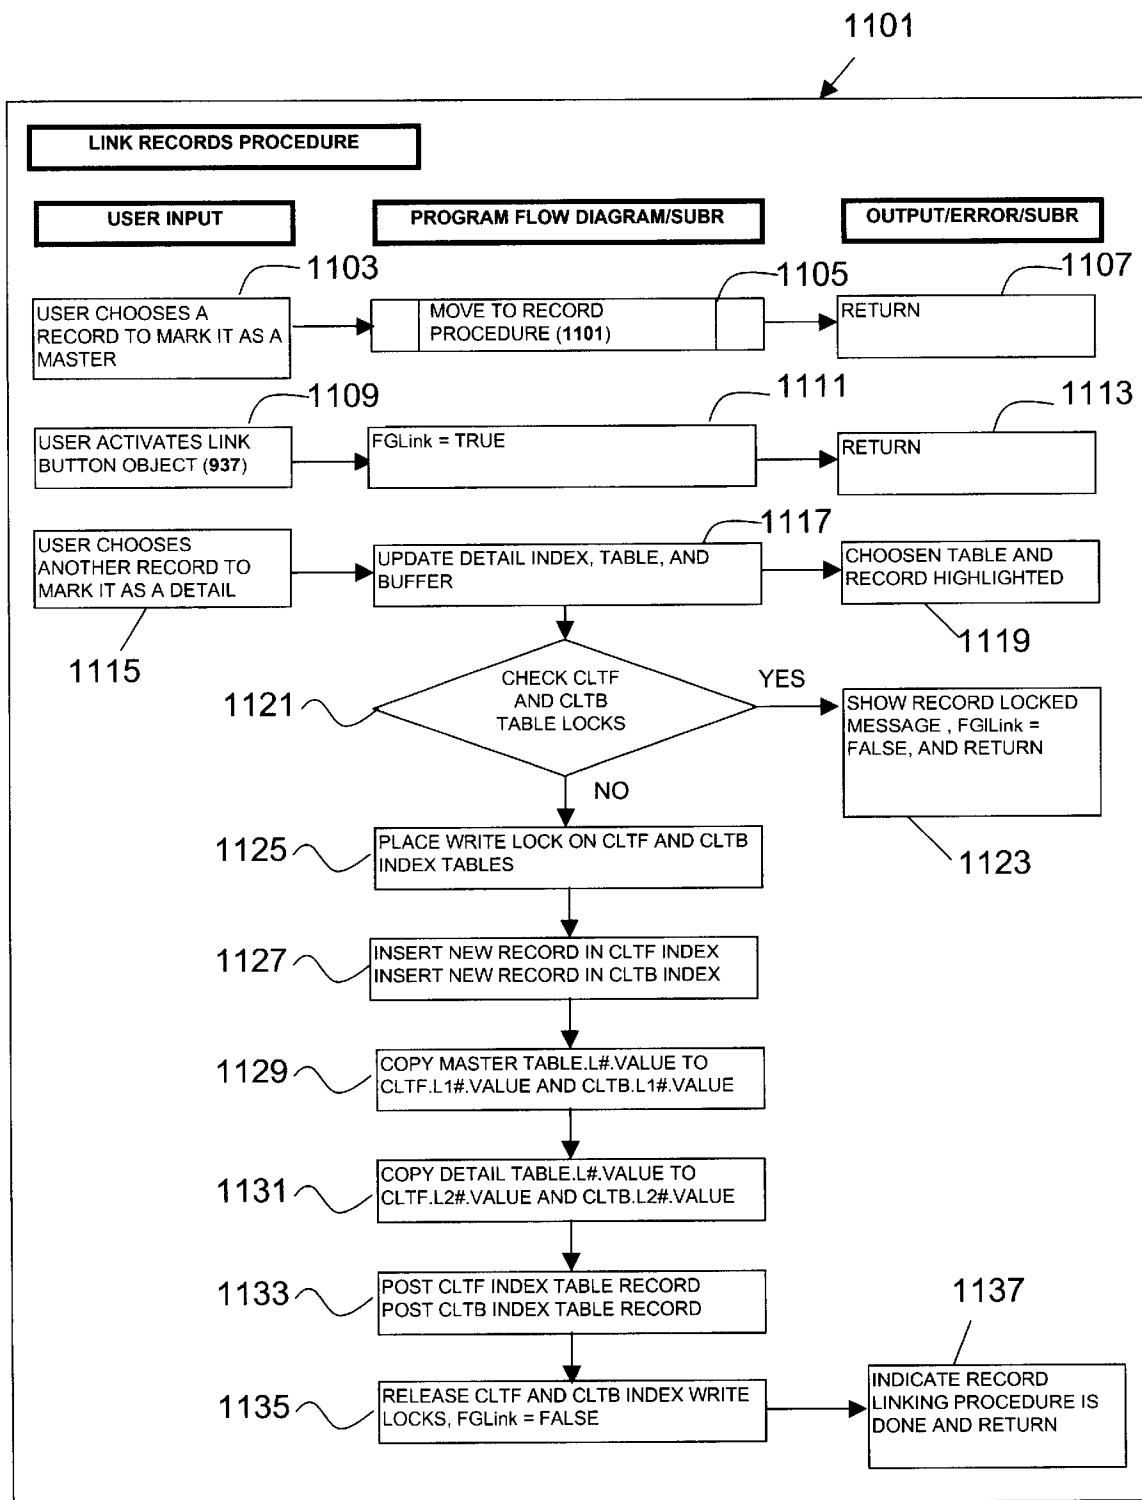 1101
LINK RECORDS PROCEDURE
USER INPUT
PROGRAM FLOW DIAGRAM/SUBR
OUTPUT/ERROR/SUBR
1103
1105
1107
USER CHOOSES A
RECORD TO MARK IT AS A
MASTER
MOVE TO RECORD
PROCEDURE (1101)
RETURN
1109
1111
1113
USER ACTIVATES LINK
BUTTON OBJECT (937)
FGLink = TRUE
RETURN
1117
USER CHOOSES
ANOTHER RECORD TO
MARK IT AS A DETAIL
UPDATE DETAIL INDEX, TABLE, AND
BUFFER
CHOOSEN TABLE AND
RECORD HIGHLIGHTED
1115
1119
1121
CHECK CLTF
AND CLTB
TABLE LOCKS
YES
SHOW RECORD LOCKED
MESSAGE , FGILink =
FALSE, AND RETURN
NO
1123
1125
PLACE WRITE LOCK ON CLTF AND CLTB
INDEX TABLES
1127
INSERT NEW RECORD IN CLTF INDEX
INSERT NEW RECORD IN CLTB INDEX
1129
COPY MASTER TABLE.L#.VALUE TO
CLTF.L1#.VALUE AND CLTB.L1#.VALUE
1131
COPY DETAIL TABLE.L#.VALUE TO
CLTF.L2#.VALUE AND CLTB.L2#.VALUE
1133
POST CLTF INDEX TABLE RECORD
POST CLTB INDEX TABLE RECORD
1137
1135
RELEASE CLTF AND CLTB INDEX WRITE
LOCKS, FGLink = FALSE
INDICATE RECORD
LINKING PROCEDURE IS
DONE AND RETURN